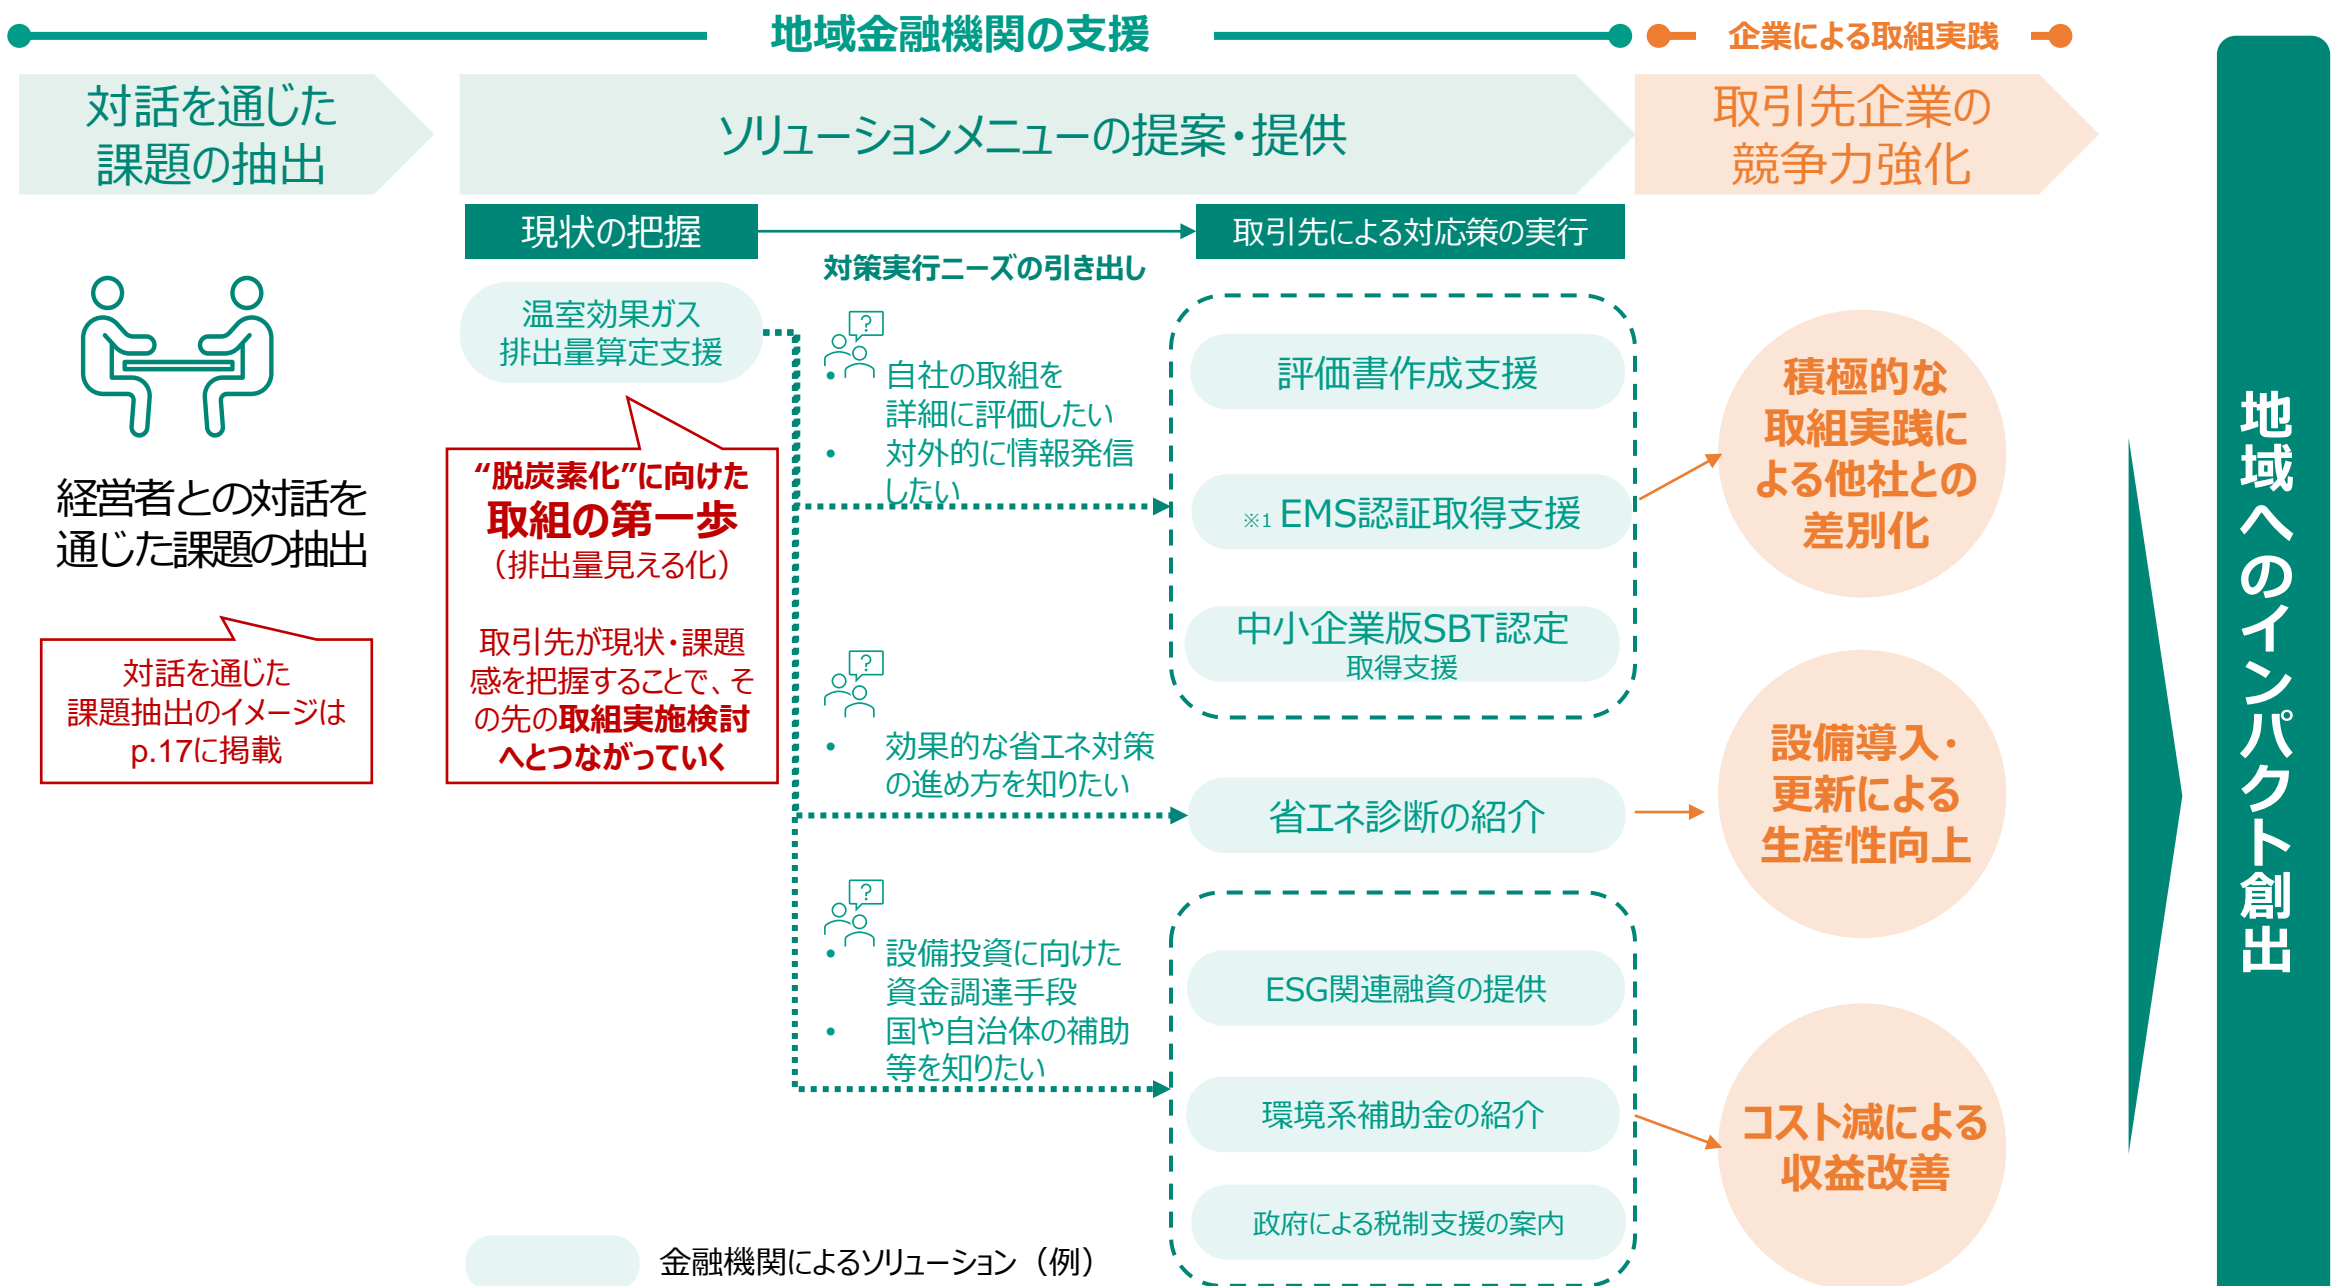 地域金融機関の支援
企業による取組実践
対話を通じた
課題の抽出
ソリューションメニューの提案・提供
取引先企業の
競争力強化
現状の把握
取引先による対応策の実行
対策実行ニーズの引き出し
温室効果ガス
排出量算定支援
経営者との対話を
通じた課題の抽出
対話を通じた
課題抽出のイメージは
p.17に掲載
“脱炭素化”に向けた
取組の第一歩
（排出量見える化）
取引先が現状・課題
感を把握することで、そ
の先の取組実施検討
へとつながっていく
?
• 自社の取組を
詳細に評価したい
• 対外的に情報発信
したい
?
• 効果的な省エネ対策
の進め方を知りたい
?
• 設備投資に向けた
資金調達手段
• 国や自治体の補助
等を知りたい
評価書作成支援
※1 EMS認証取得支援
中小企業版SBT認定
取得支援
省エネ診断の紹介
ESG関連融資の提供
環境系補助金の紹介
政府による税制支援の案内
積極的な
取組実践に
よる他社との
差別化
設備導入・
更新による
生産性向上
コスト減による
収益改善
地域へのインパクト創出
金融機関によるソリューション（例）